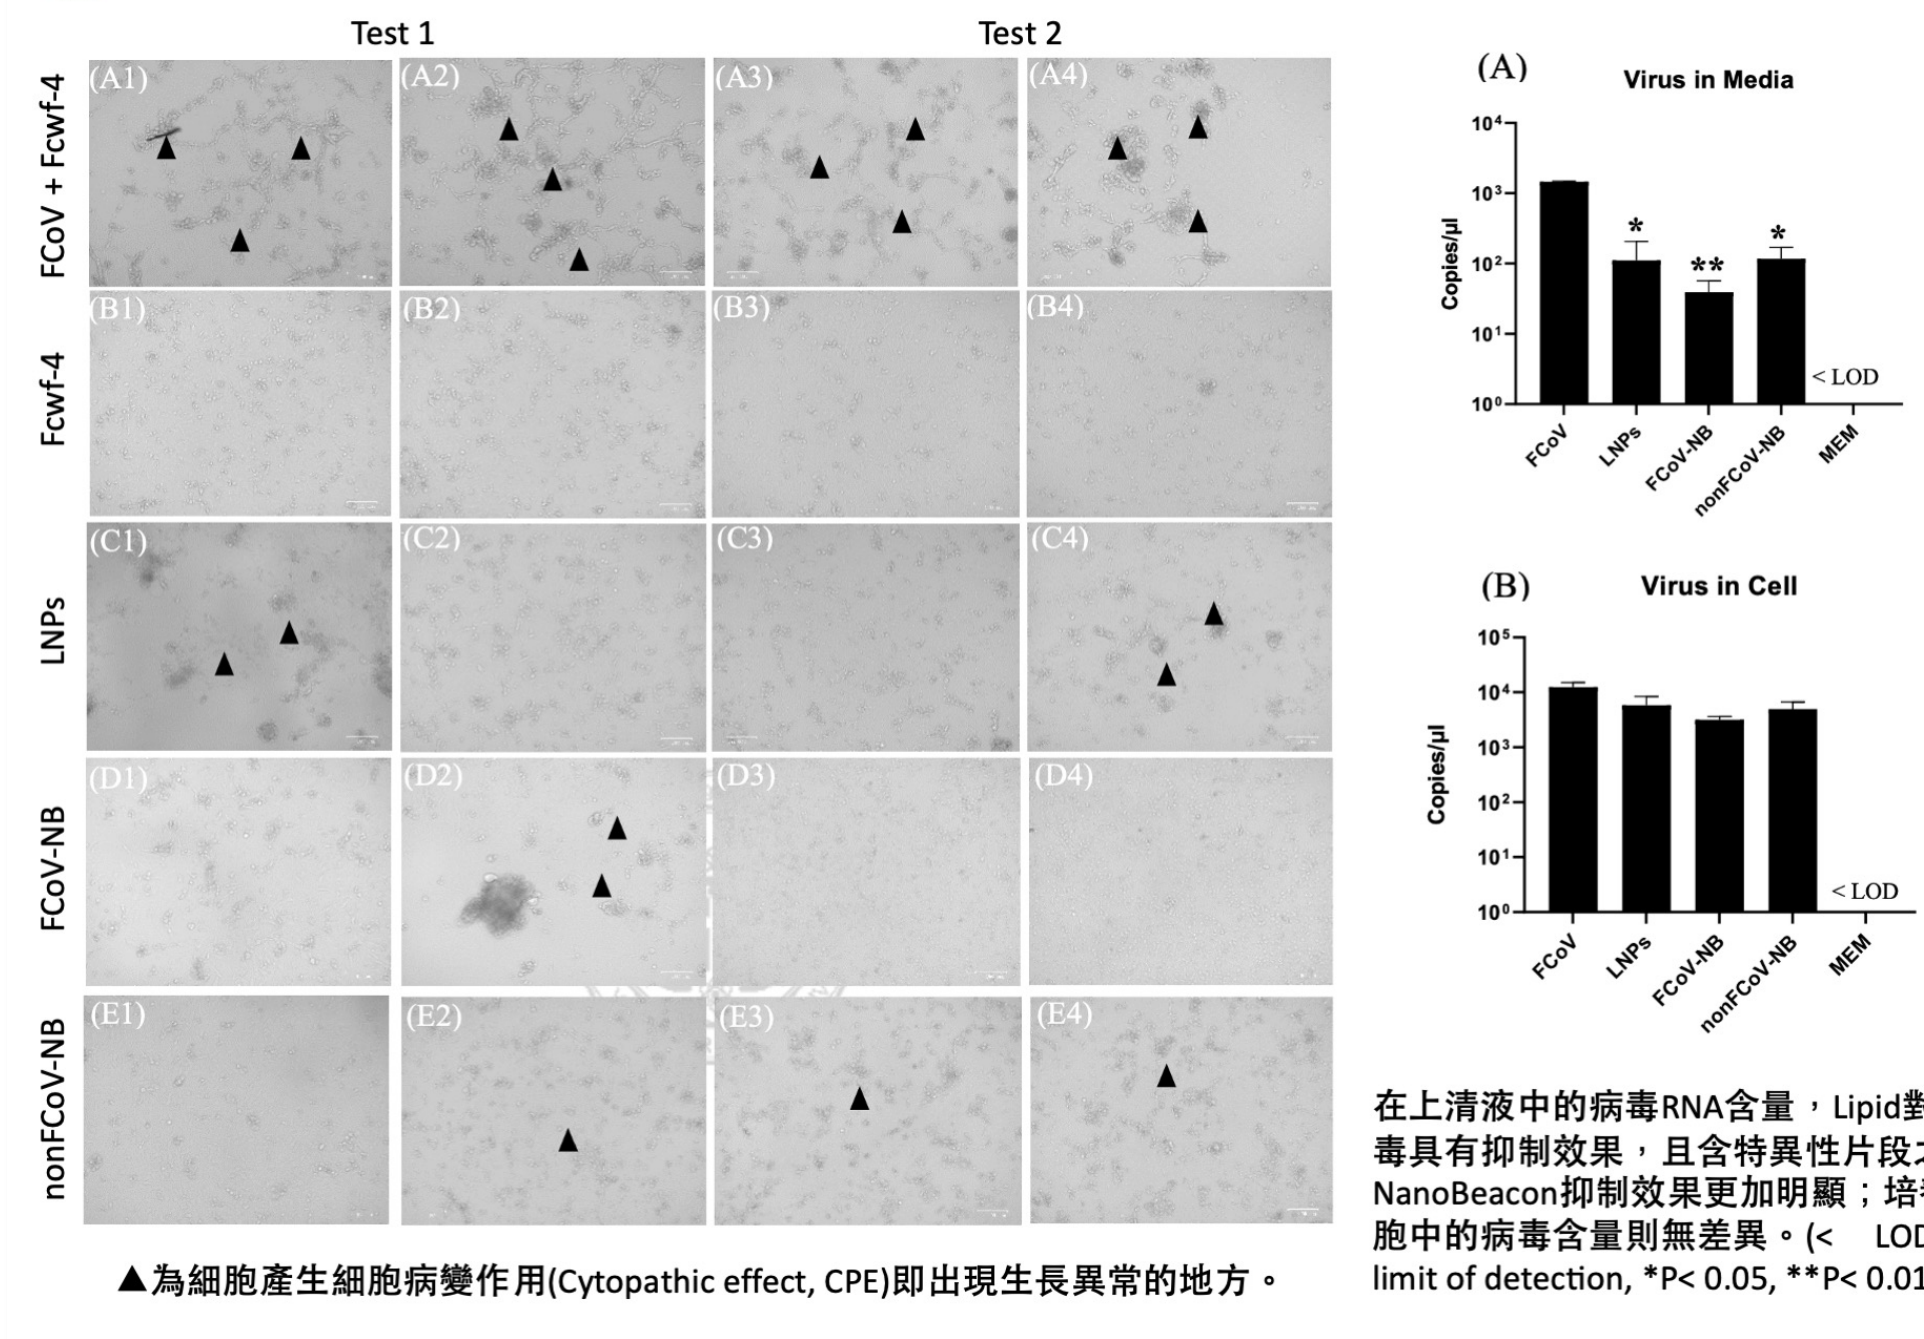 Test 1
Test 2
FCoV + Fcwf-4
(A1)
(A2)
(A3)
(A4)
Fcwf-4
(B1)
(B2)
(B3)
(B4)
LNPs
(C1)
(C2)
(C3)
(C4)
FCoV-NB
(D1)
(D2)
(D3)
(D4)
nonFCoV-NB
(E1)
(E2)
(E3)
(E4)
▲為細胞產生細胞病變作用(Cytopathic effect, CPE)即出現生長異常的地方。
(A)
Virus in Media
Copies/µl
10⁴
10³
10²
10¹
10⁰
*
**
*
< LOD
FCoV
LNPs
FCoV-NB
nonFCoV-NB
MEM
(B)
Virus in Cell
Copies/µl
10⁵
10⁴
10³
10²
10¹
10⁰
< LOD
FCoV
LNPs
FCoV-NB
nonFCoV-NB
MEM
在上清液中的病毒RNA含量，Lipid對
毒具有抑制效果，且含特異性片段
NanoBeacon抑制效果更加明顯；培
胞中的病毒含量則無差異。(< LOD
limit of detection, *P< 0.05, **P< 0.01